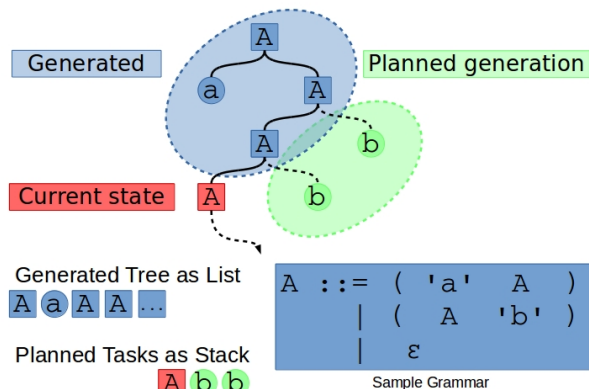 A
Generated
Planned generation
a
A
A
b
Current state
A
b
Generated Tree as List
A a A A ...
A ::= ( 'a' A )
| ( A 'b' )
| ε
Planned Tasks as Stack
A b b
Sample Grammar